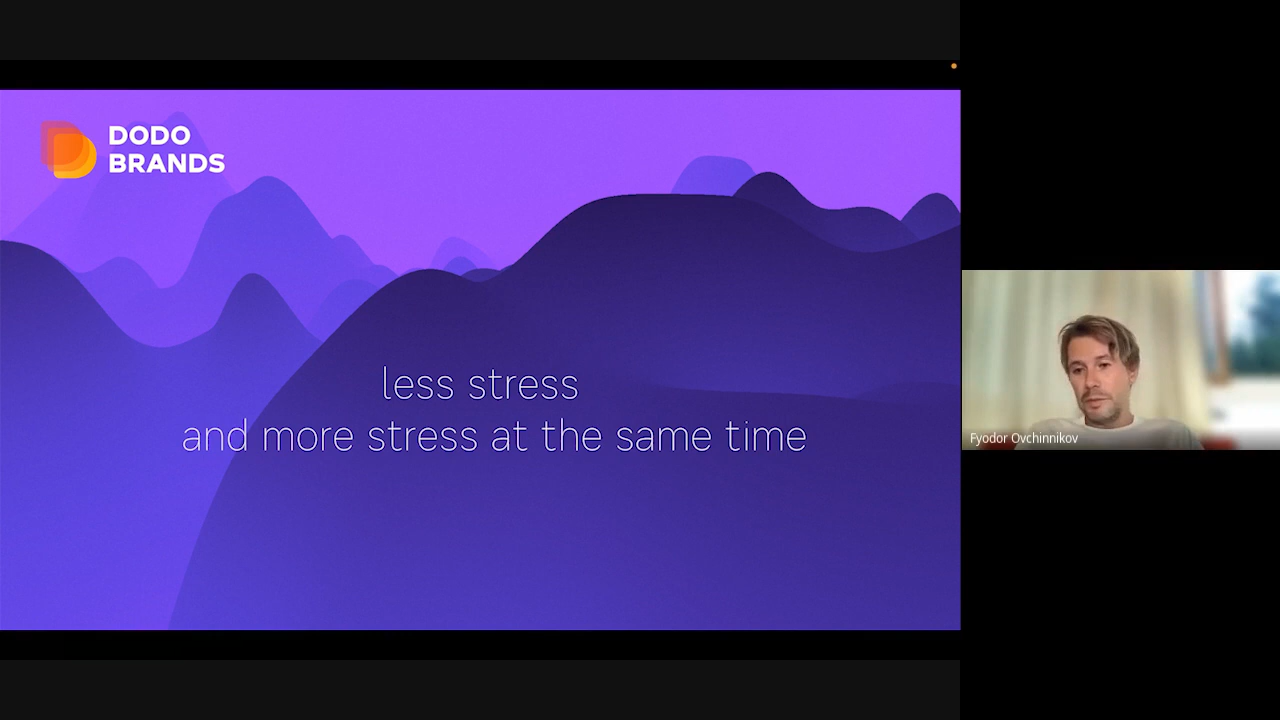 DODO
BRANDS
less stress
and more stress at the same time
Fyodor Ovchinnikov